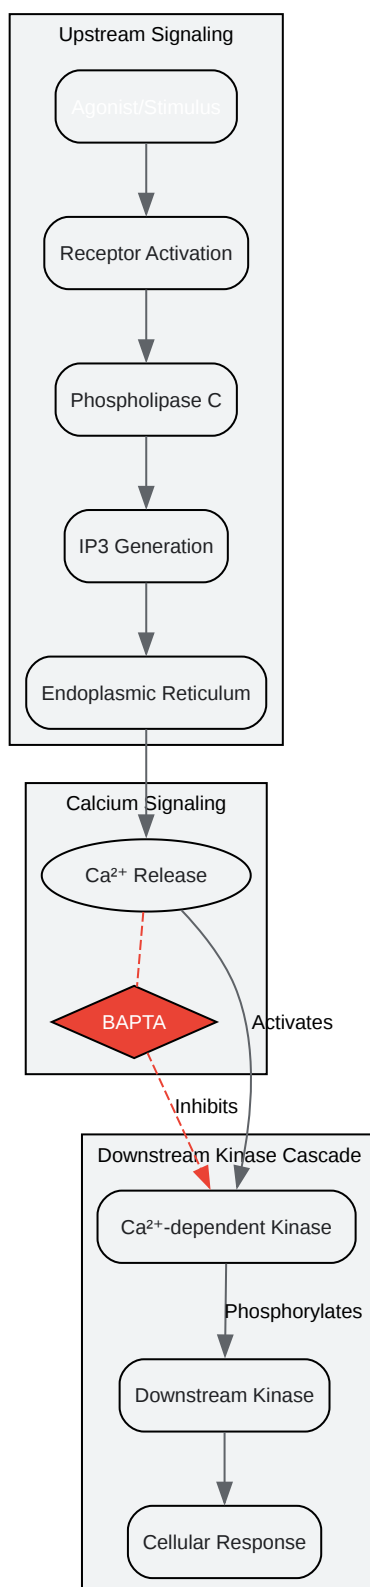 Upstream Signaling
Agonist/Stimulus
Receptor Activation
Phospholipase C
IP3 Generation
Endoplasmic Reticulum
Calcium Signaling
Ca²⁺ Release
BAPTA
Activates
Inhibits
Downstream Kinase Cascade
Ca²⁺-dependent Kinase
Phosphorylates
Downstream Kinase
Cellular Response